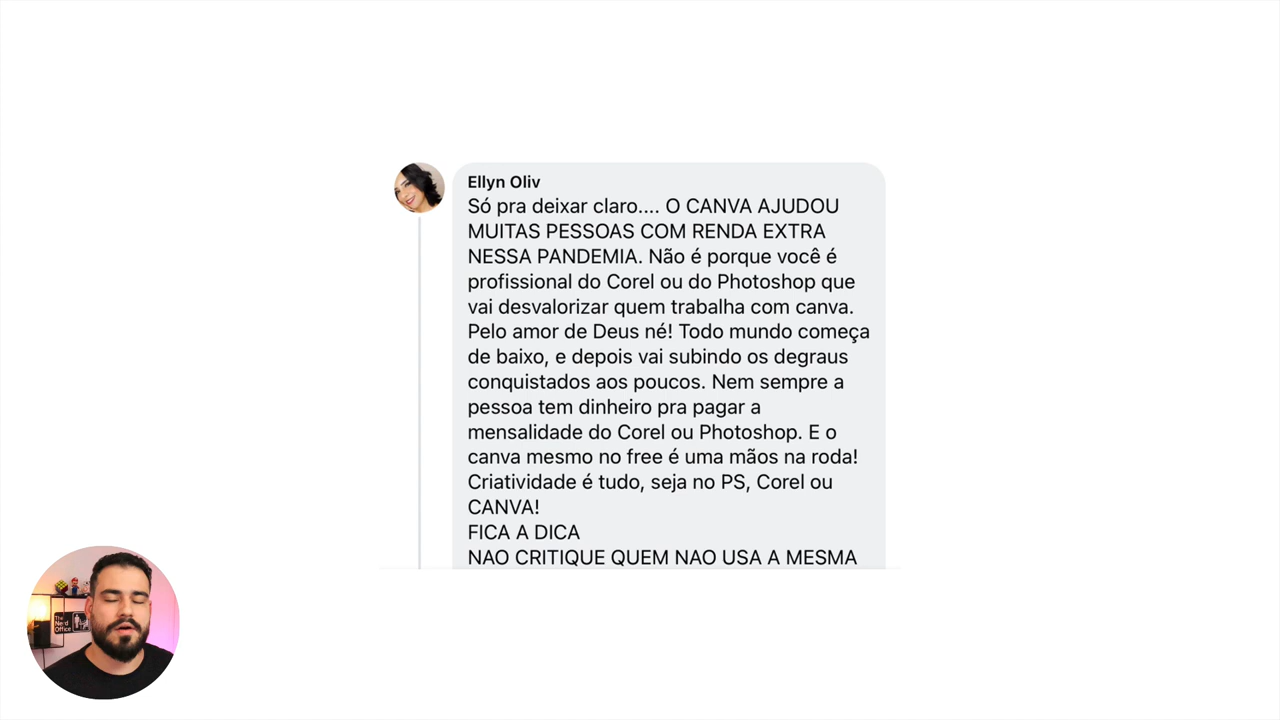 Ellyn Oliv
Só pra deixar claro.... O CANVA AJUDOU
MUITAS PESSOAS COM RENDA EXTRA
NESSA PANDEMIA. Não é porque você é
profissional do Corel ou do Photoshop que
vai desvalorizar quem trabalha com canva.
Pelo amor de Deus né! Todo mundo começa
de baixo, e depois vai subindo os degraus
conquistados aos poucos. Nem sempre a
pessoa tem dinheiro pra pagar a
mensalidade do Corel ou Photoshop. E o
canva mesmo no free é uma mãos na roda!
Criatividade é tudo, seja no PS, Corel ou
CANVA!
FICA A DICA
NAO CRITIQUE QUEM NAO USA A MESMA
The
Nerd
Office